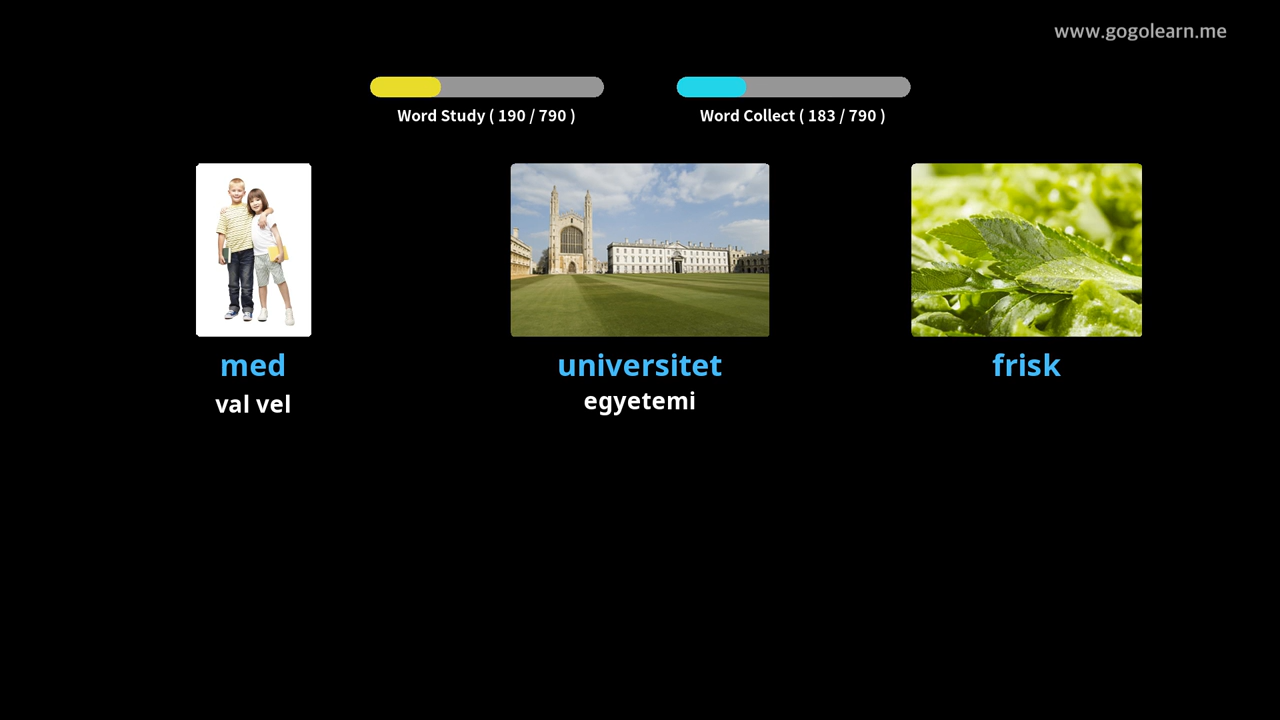 www.gogolearn.me
Word Study ( 190 / 790 )
Word Collect ( 183 / 790 )
med
universitet
frisk
val vel
egyetemi